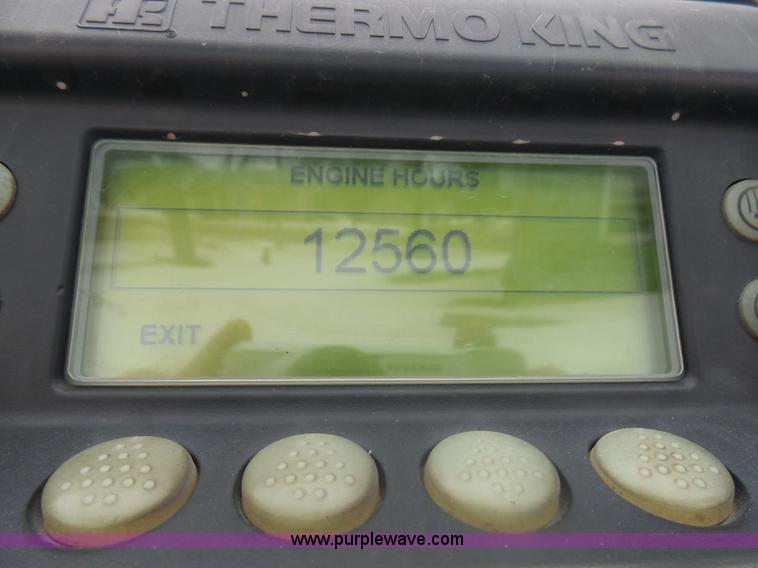 THERMO KING
ENGINE HOURS
12560
EXIT
www.purplewave.com